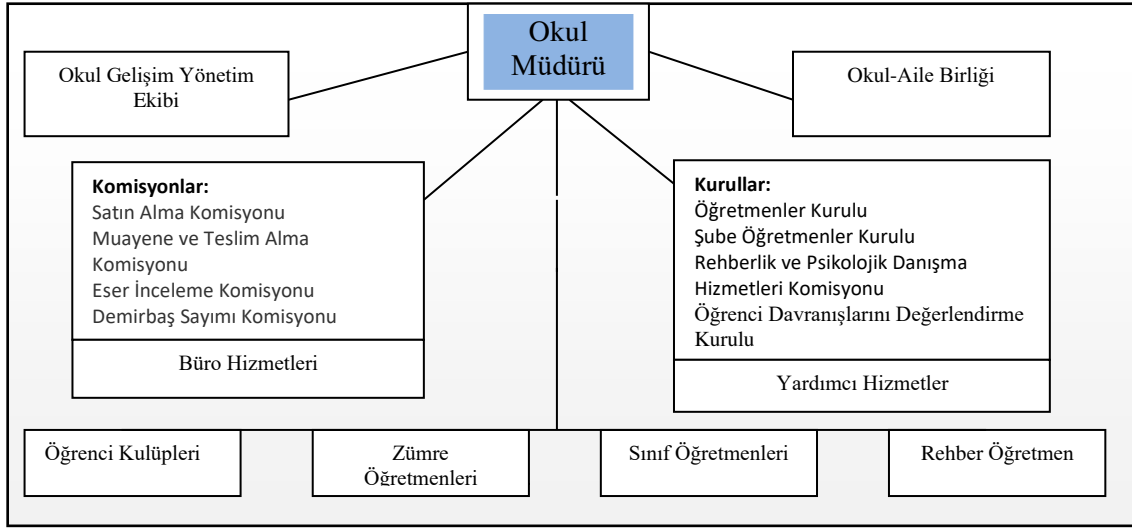 Okul
Müdürü
Okul Gelişim Yönetim
Ekibi
Okul-Aile Birliği
Komisyonlar:
Satın Alma Komisyonu
Muayene ve Teslim Alma
Komisyonu
Eser İnceleme Komisyonu
Demirbaş Sayımı Komisyonu
Büro Hizmetleri
Kurullar:
Öğretmenler Kurulu
Şube Öğretmenler Kurulu
Rehberlik ve Psikolojik Danışma
Hizmetleri Komisyonu
Öğrenci Davranışlarını Değerlendirme
Kurulu
Yardımcı Hizmetler
Öğrenci Kulüpleri
Zümre
Öğretmenleri
Sınıf Öğretmenleri
Rehber Öğretmen